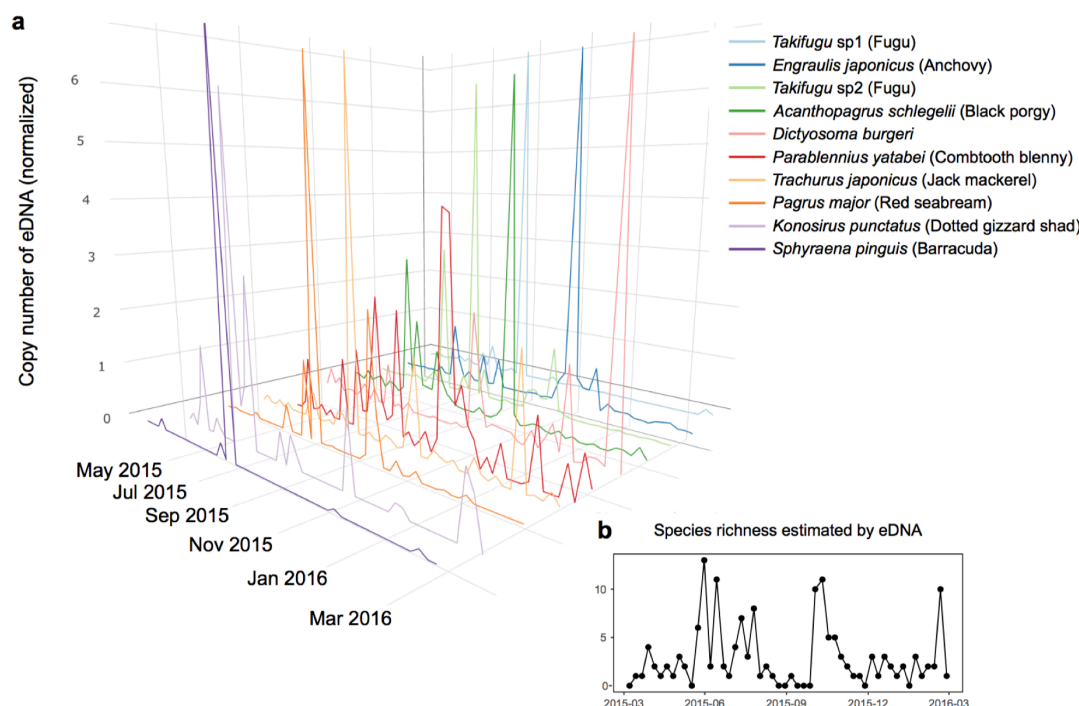 a
Copy number of eDNA (normalized)
6
5
4
3
2
1
0
May 2015
Jul 2015
Sep 2015
Nov 2015
Jan 2016
Mar 2016
Takifugu sp1 (Fugu)
Engraulis japonicus (Anchovy)
Takifugu sp2 (Fugu)
Acanthopagrus schlegelii (Black porgy)
Dictyosoma burgeri
Parablennius yatabei (Combtooth blenny)
Trachurus japonicus (Jack mackerel)
Pagrus major (Red seabream)
Konosirus punctatus (Dotted gizzard shad)
Sphyraena pinguis (Barracuda)
b Species richness estimated by eDNA
10
5
0
2015-03 2015-06 2015-09 2015-12 2016-03